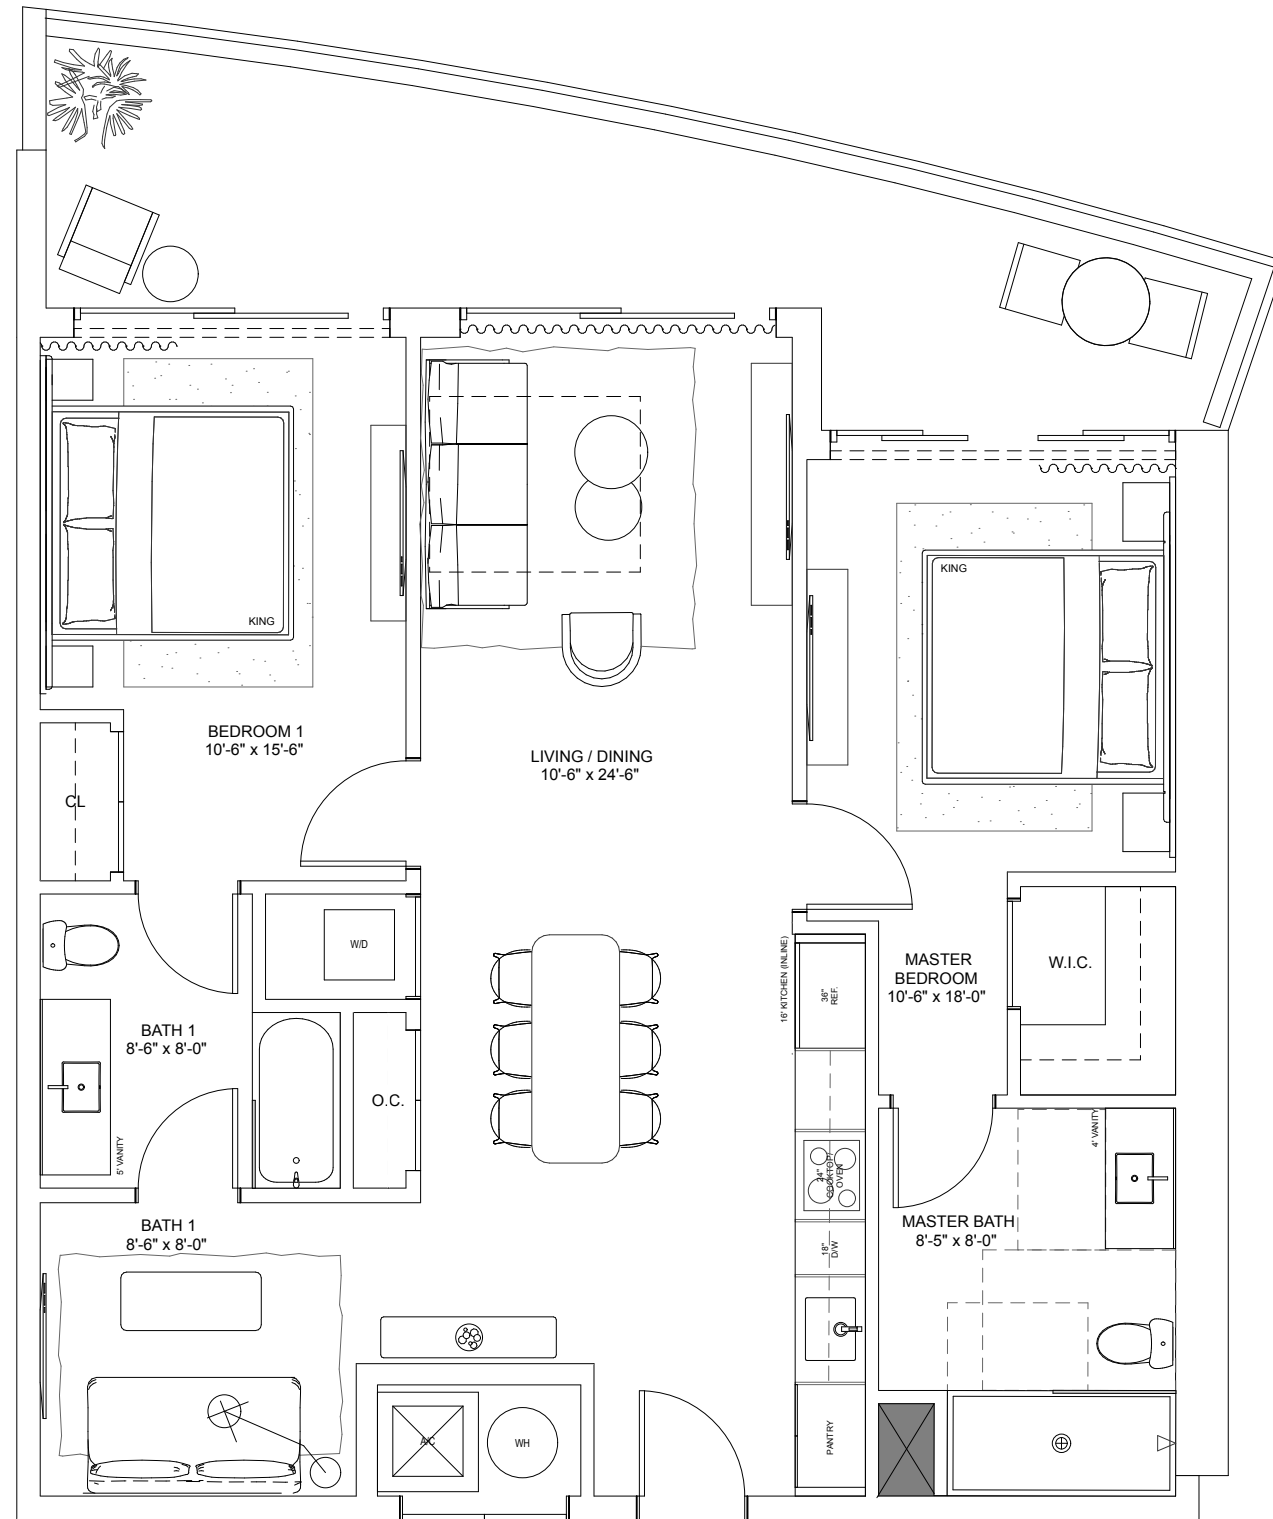 KING
KING
BEDROOM 1
10'-6" x 15'-6"
LIVING / DINING
10'-6" x 24'-6"
CL
W/D
16' KITCHEN (INLINE)
36"
REF.
MASTER
BEDROOM
10'-6" x 18'-0"
W.I.C.
BATH 1
8'-6" x 8'-0"
O.C.
5' VANITY
4' VANITY
24"
COOKTOP/
OVEN
BATH 1
8'-6" x 8'-0"
MASTER BATH
8'-5" x 8'-0"
18"
D/W
A/C
WH
PANTRY